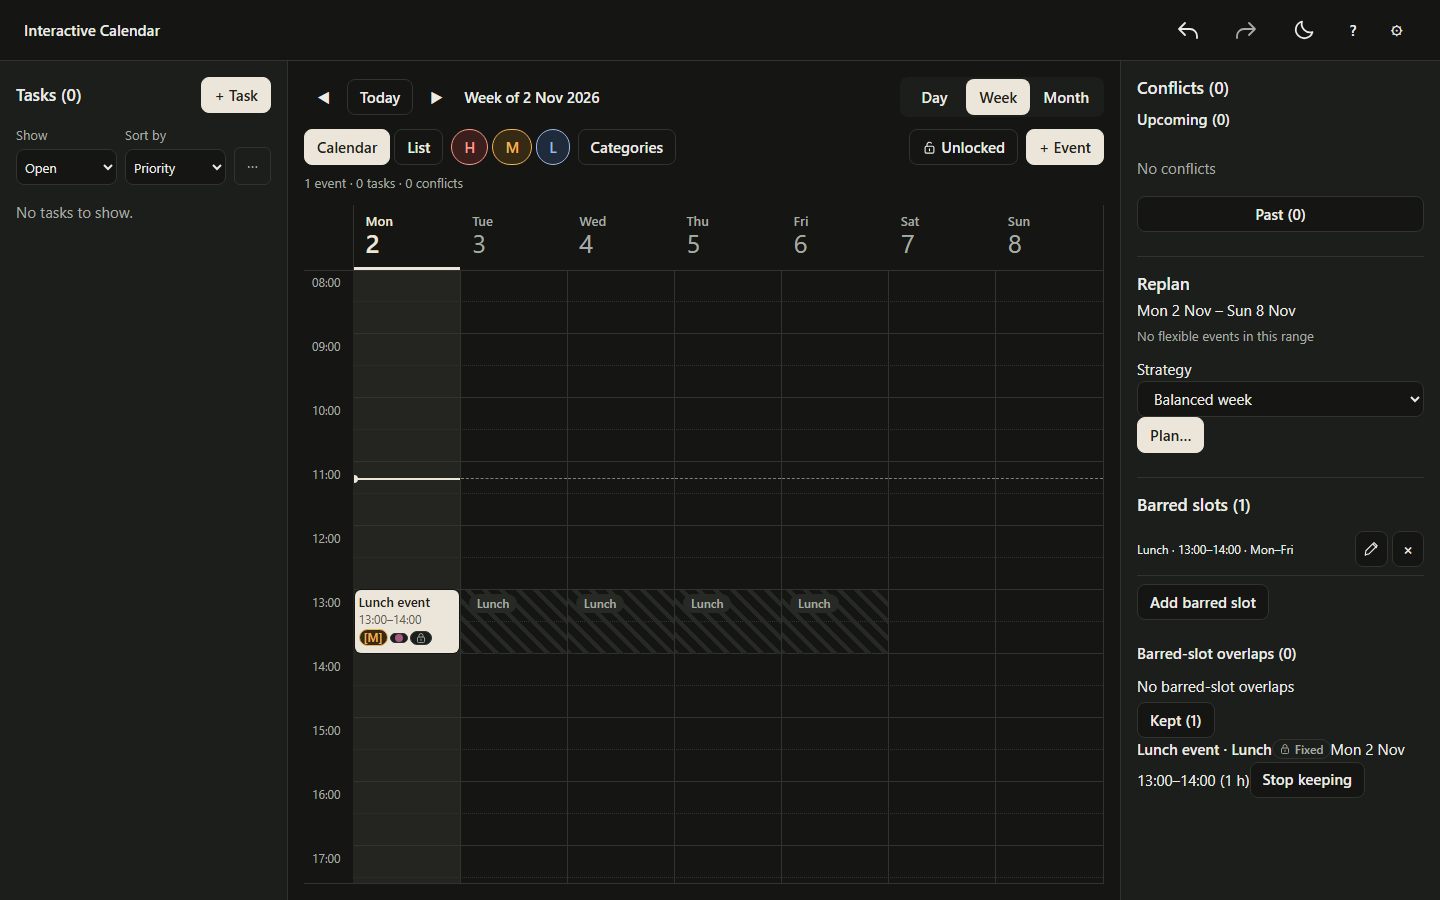 Interactive Calendar
?
Tasks (0)
+ Task
Show
Sort by
Open
Priority
...
No tasks to show.
Today
Week of 2 Nov 2026
Day
Week
Month
Calendar
List
H
M
L
Categories
Unlocked
+ Event
1 event · 0 tasks · 0 conflicts
Mon
2
Tue
3
Wed
4
Thu
5
Fri
6
Sat
7
Sun
8
08:00
09:00
10:00
11:00
12:00
13:00
14:00
15:00
16:00
17:00
Lunch event
13:00–14:00
[M]
Lunch
Lunch
Lunch
Lunch
Conflicts (0)
Upcoming (0)
No conflicts
Past (0)
Replan
Mon 2 Nov – Sun 8 Nov
No flexible events in this range
Strategy
Balanced week
Plan...
Barred slots (1)
Lunch · 13:00–14:00 · Mon–Fri
×
Add barred slot
Barred-slot overlaps (0)
No barred-slot overlaps
Kept (1)
Lunch event · Lunch Fixed Mon 2 Nov
13:00–14:00 (1 h) Stop keeping